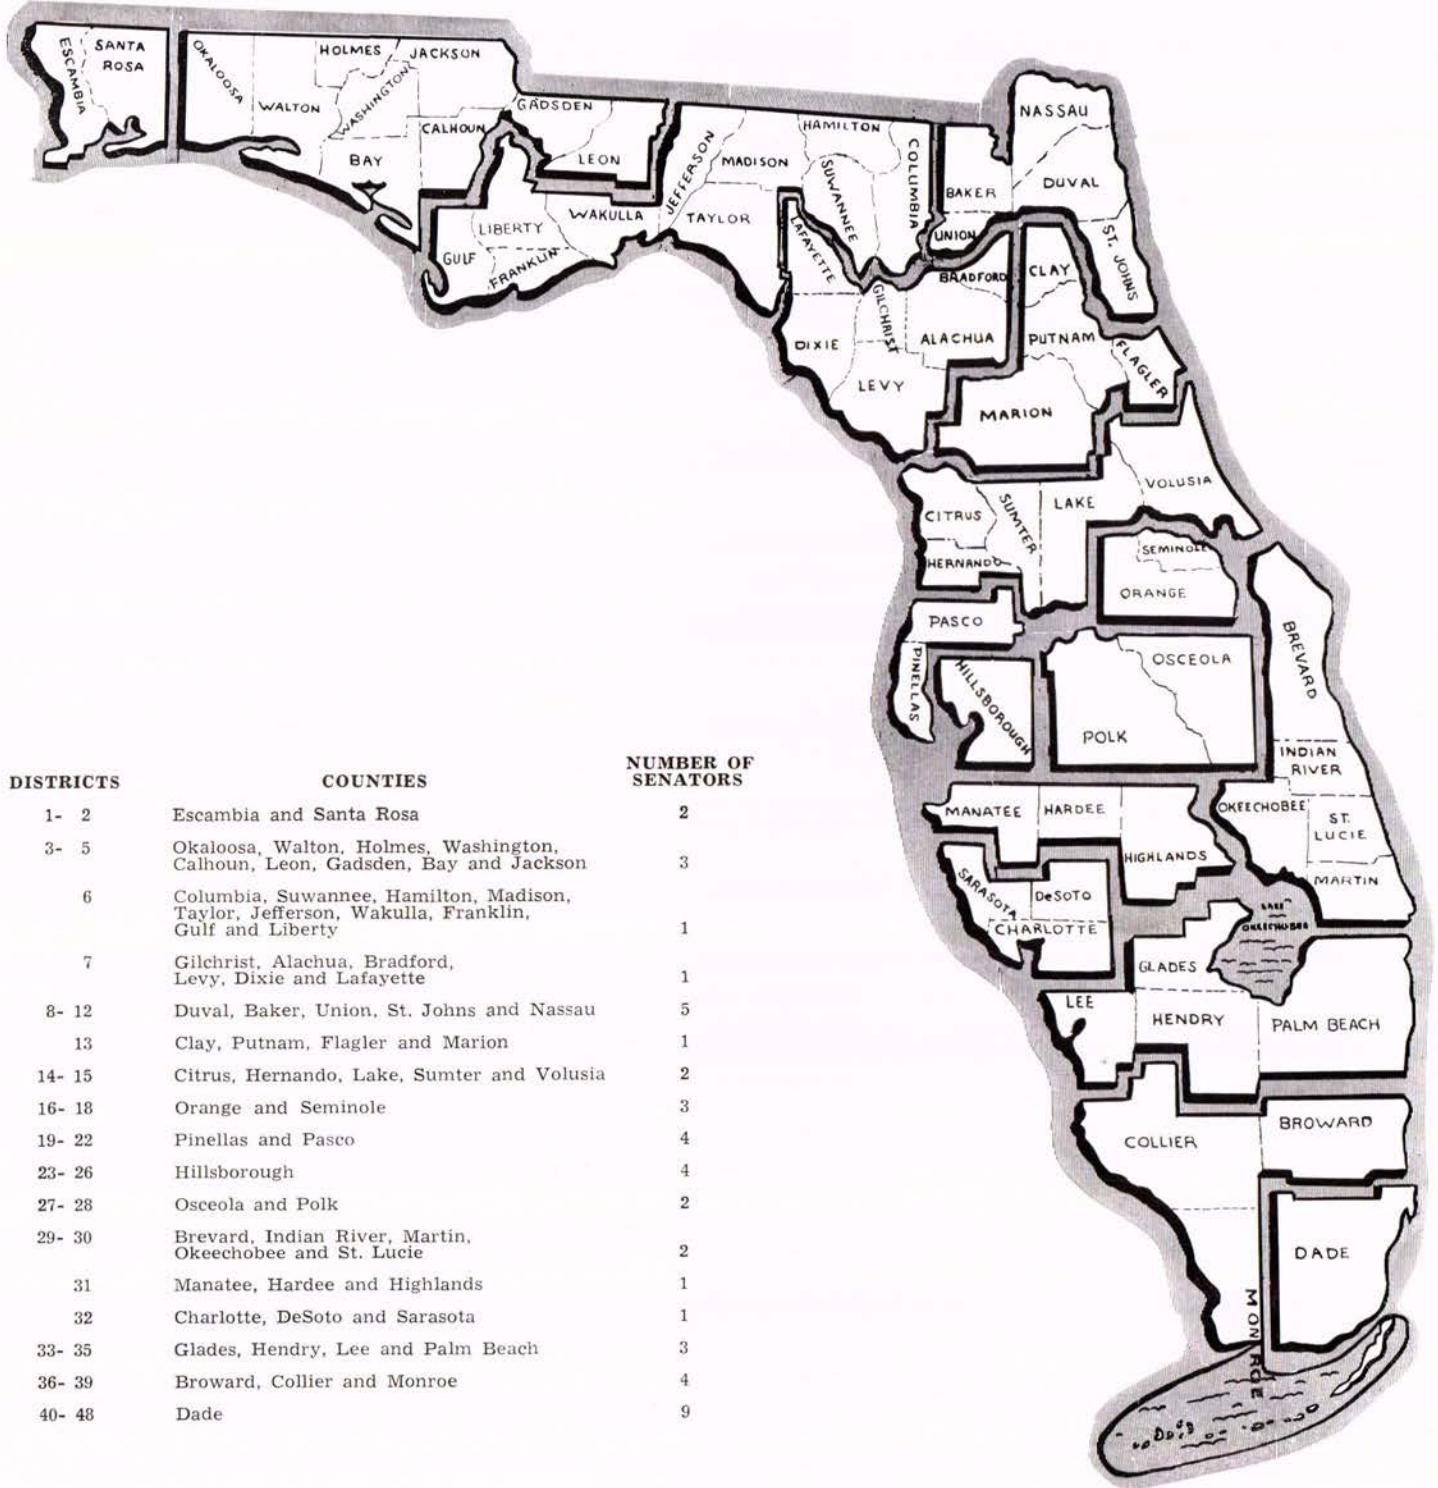 ESCAMBIA
SANTA
ROSA
OKALOOSA
WALTON
HOLMES
WASHINGTON
JACKSON
BAY
CALHOUN
GADSDEN
LEON
GULF
LIBERTY
FRANKLIN
WAKULLA
JEFFERSON
MADISON
TAYLOR
HAMILTON
SUWANNEE
COLUMBIA
LAFAYETTE
DIXIE
GILCHRIST
LEVY
ALACHUA
BRADFORD
UNION
BAKER
NASSAU
DUVAL
ST. JOHNS
CLAY
PUTNAM
FLAGLER
MARION
CITRUS
SUMTER
LAKE
VOLUSIA
HERNANDO
SEMINOLE
ORANGE
PASCO
PINELLAS
HILLSBOROUGH
OSCEOLA
POLK
BREVARD
INDIAN
RIVER
OKEECHOBEE
ST.
LUCIE
MARTIN
MANATEE
HARDEE
HIGHLANDS
SARASOTA
DeSOTO
CHARLOTTE
LAKE
OKEECHOBEE
GLADES
LEE
HENDRY
PALM BEACH
COLLIER
BROWARD
DADE
MONROE
DISTRICTS COUNTIES NUMBER OF
SENATORS
1- 2 Escambia and Santa Rosa 2
3- 5 Okaloosa, Walton, Holmes, Washington,
Calhoun, Leon, Gadsden, Bay and Jackson 3
6 Columbia, Suwannee, Hamilton, Madison,
Taylor, Jefferson, Wakulla, Franklin,
Gulf and Liberty 1
7 Gilchrist, Alachua, Bradford,
Levy, Dixie and Lafayette 1
8- 12 Duval, Baker, Union, St. Johns and Nassau 5
13 Clay, Putnam, Flagler and Marion 1
14- 15 Citrus, Hernando, Lake, Sumter and Volusia 2
16- 18 Orange and Seminole 3
19- 22 Pinellas and Pasco 4
23- 26 Hillsborough 4
27- 28 Osceola and Polk 2
29- 30 Brevard, Indian River, Martin,
Okeechobee and St. Lucie 2
31 Manatee, Hardee and Highlands 1
32 Charlotte, DeSoto and Sarasota 1
33- 35 Glades, Hendry, Lee and Palm Beach 3
36- 39 Broward, Collier and Monroe 4
40- 48 Dade 9